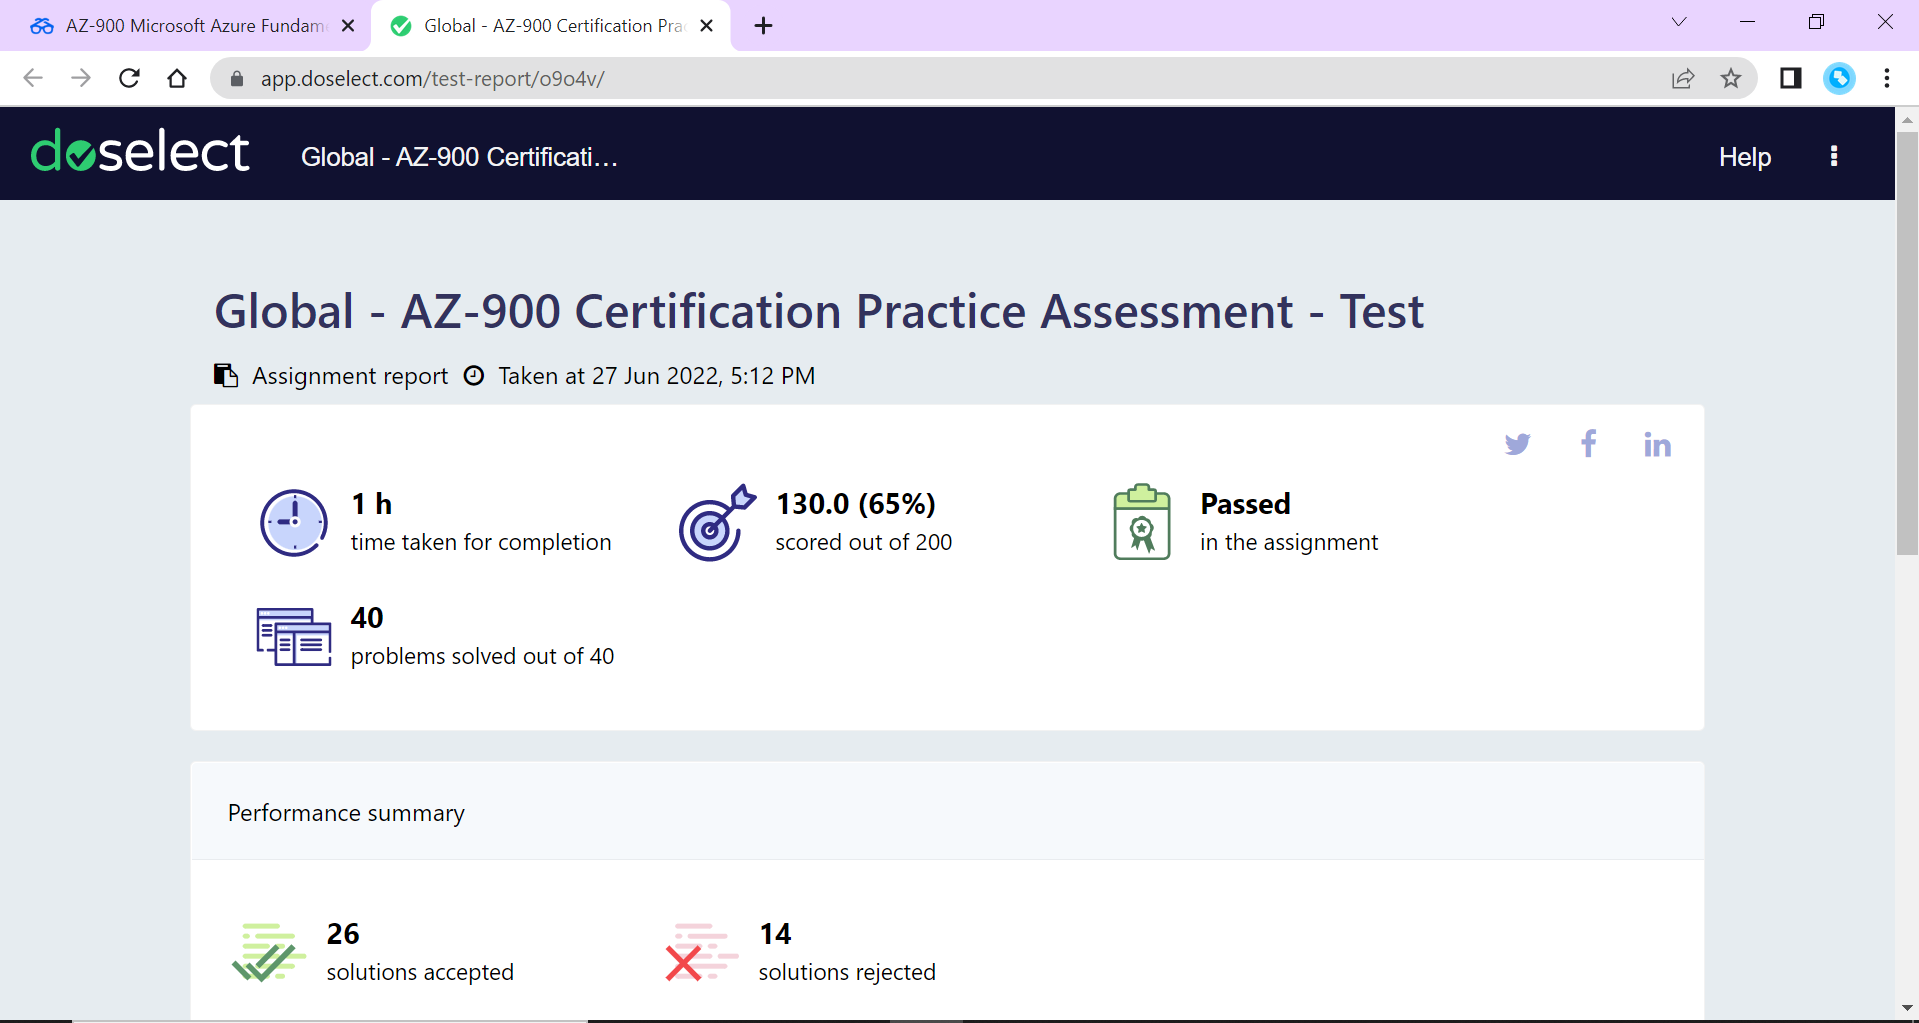 AZ-900 Microsoft Azure Fundam
Global - AZ-900 Certification Pra
app.doselect.com/test-report/o9o4v/
doselect
Global - AZ-900 Certificati...
Help
Global - AZ-900 Certification Practice Assessment - Test
Assignment report Taken at 27 Jun 2022, 5:12 PM
1 h
time taken for completion
130.0 (65%)
scored out of 200
Passed
in the assignment
40
problems solved out of 40
Performance summary
26
solutions accepted
14
solutions rejected